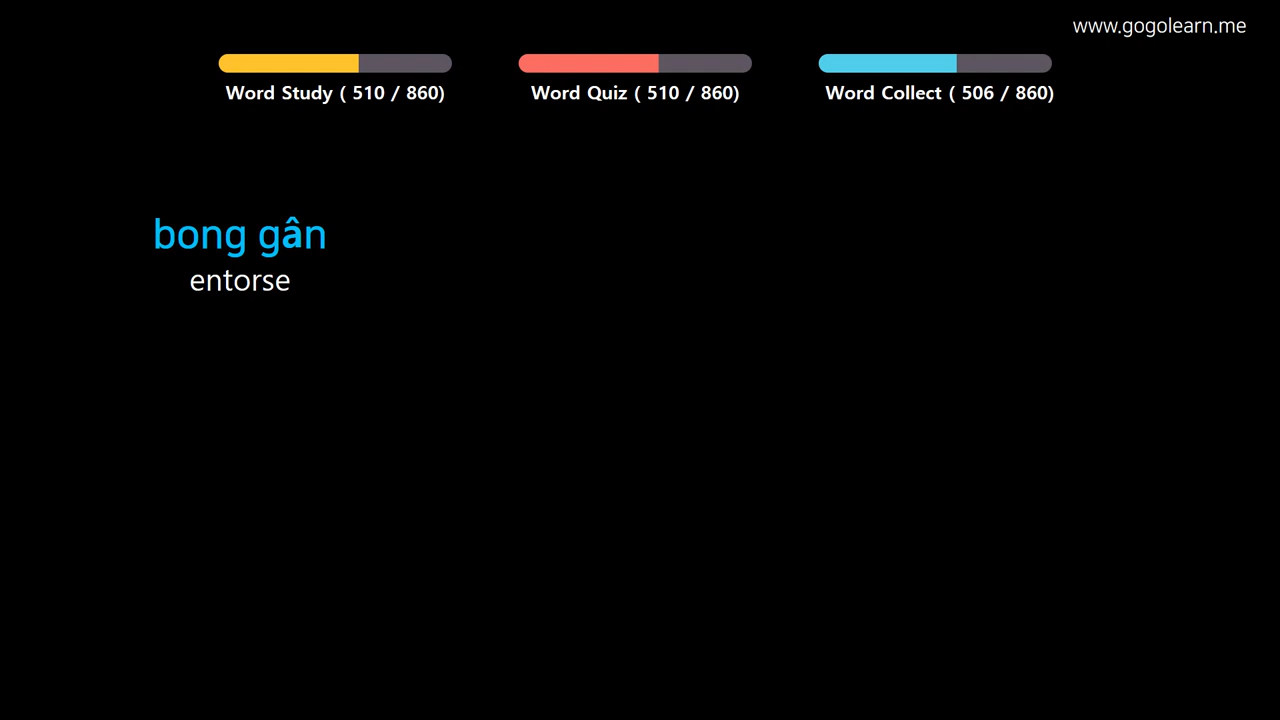 www.gogolearn.me
Word Study ( 510 / 860)
Word Quiz ( 510 / 860)
Word Collect ( 506 / 860)
bong gân
entorse